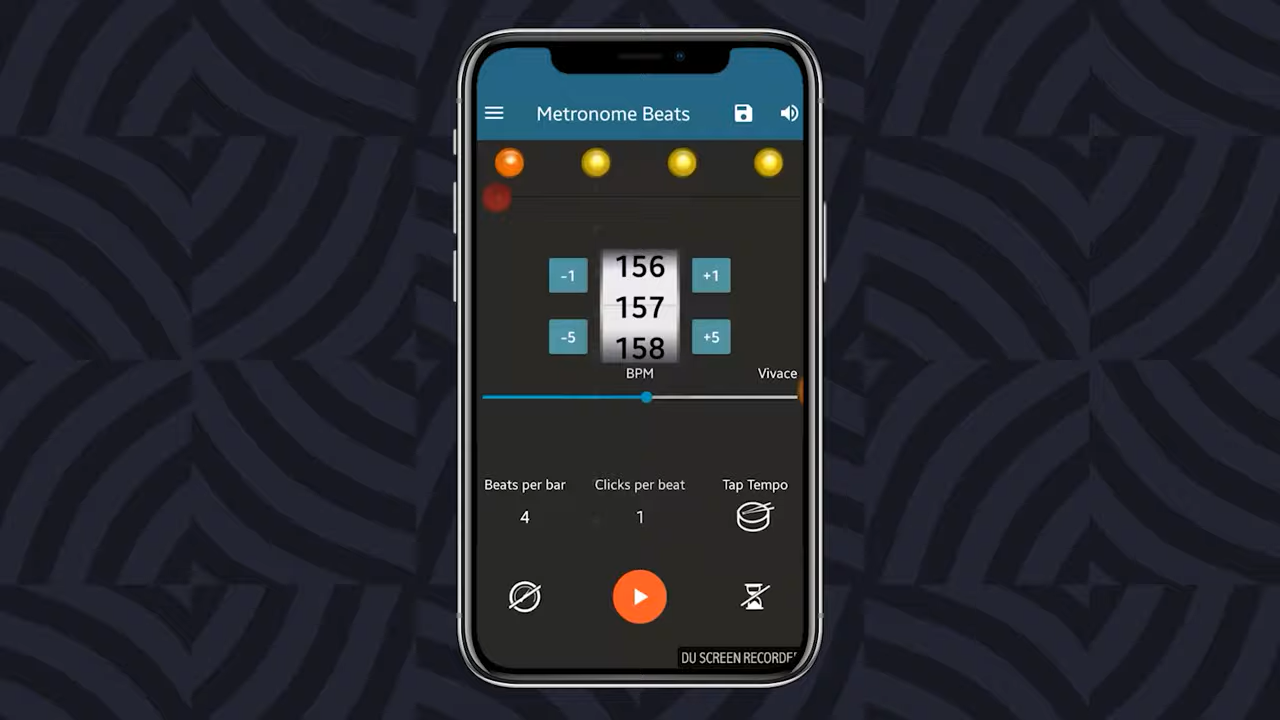 Metronome Beats
156
-1 157 +1
-5 158 +5
BPM
Vivace
Beats per bar Clicks per beat Tap Tempo
4 1
DU SCREEN RECORDER